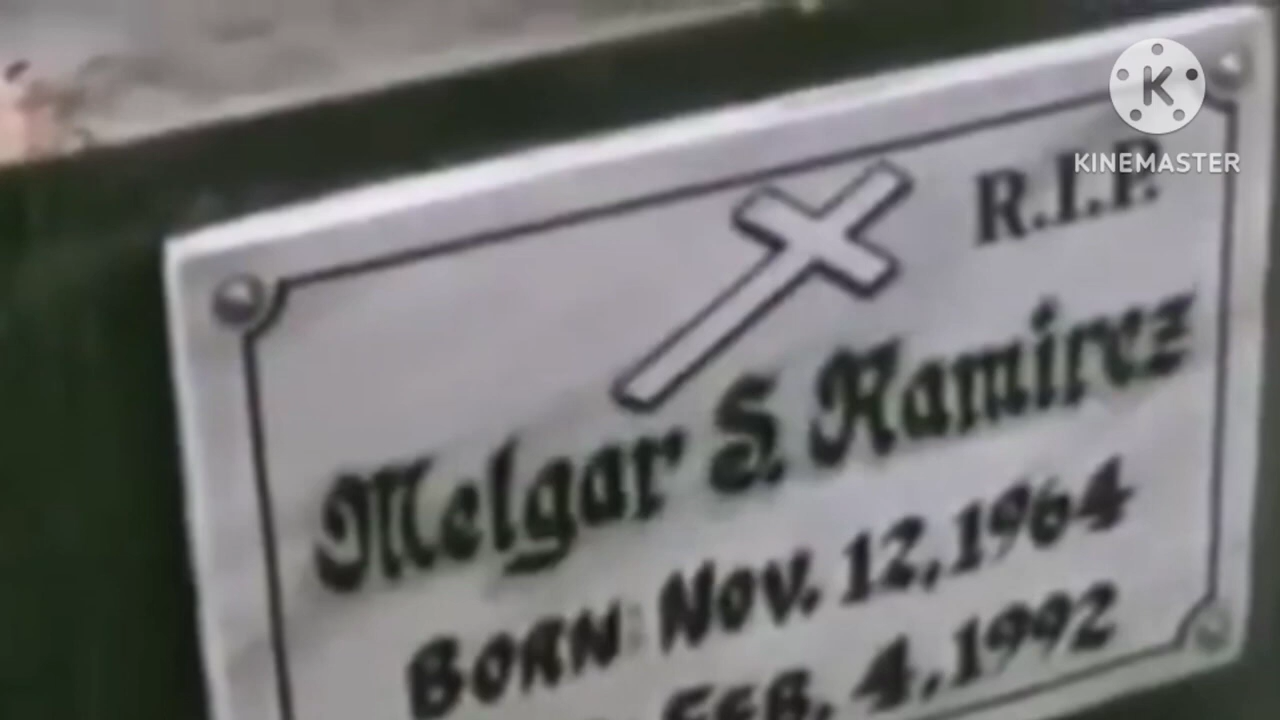 KINEMASTER
R.I.P.
Melgar S. Ramirez
BORN: NOV. 12, 1964
FEB. 4, 1992